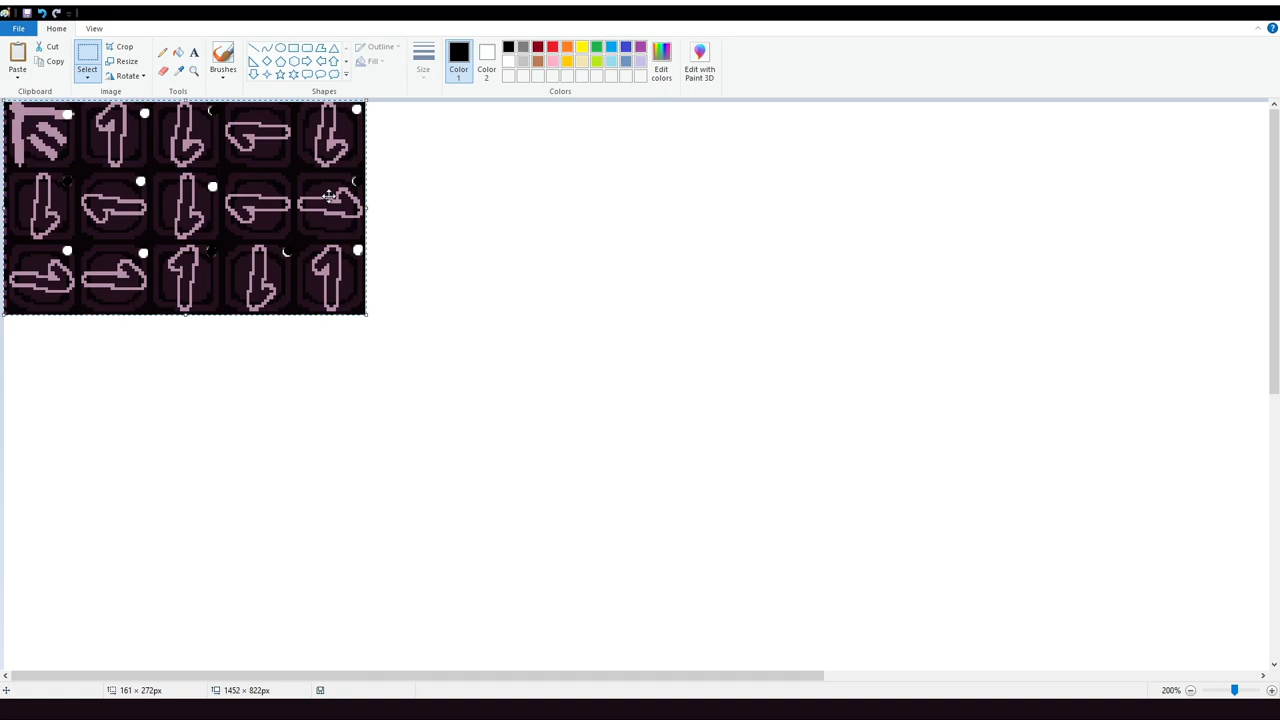 File Home View
Paste Cut Copy Clipboard
Select Crop Resize Rotate Image
A Tools
Brushes
Outline Fill Shapes
Size
Color 1 Color 2 Edit colors Colors
Edit with Paint 3D
161 × 272px 1452 × 822px 200%